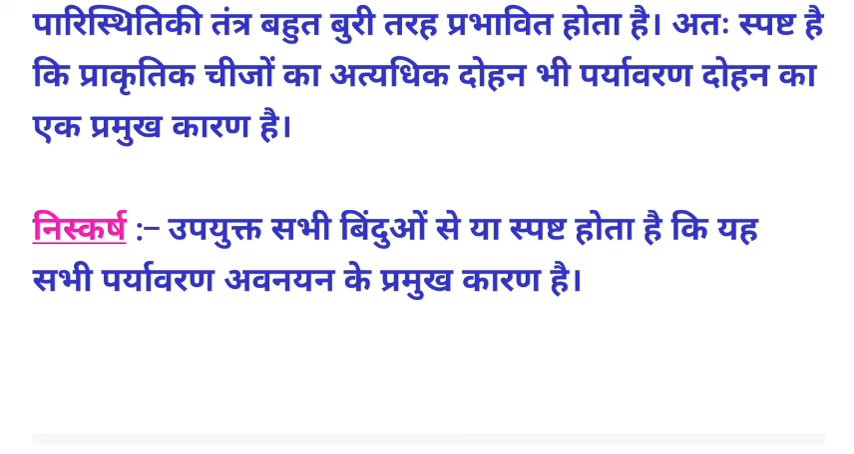 पारिस्थितिकी तंत्र बहुत बुरी तरह प्रभावित होता है। अतः स्पष्ट है
कि प्राकृतिक चीजों का अत्यधिक दोहन भी पर्यावरण दोहन का
एक प्रमुख कारण है।
निस्कर्ष :– उपयुक्त सभी बिंदुओं से या स्पष्ट होता है कि यह
सभी पर्यावरण अवनयन के प्रमुख कारण है।